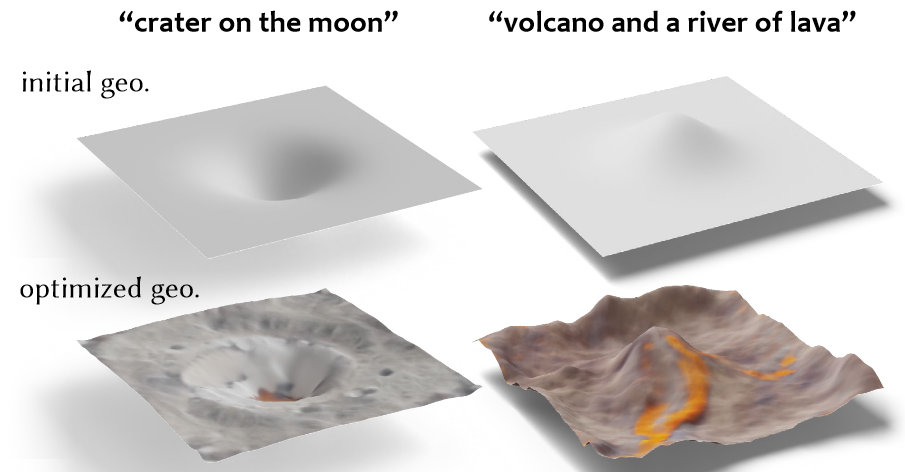 “crater on the moon”
“volcano and a river of lava”
initial geo.
optimized geo.